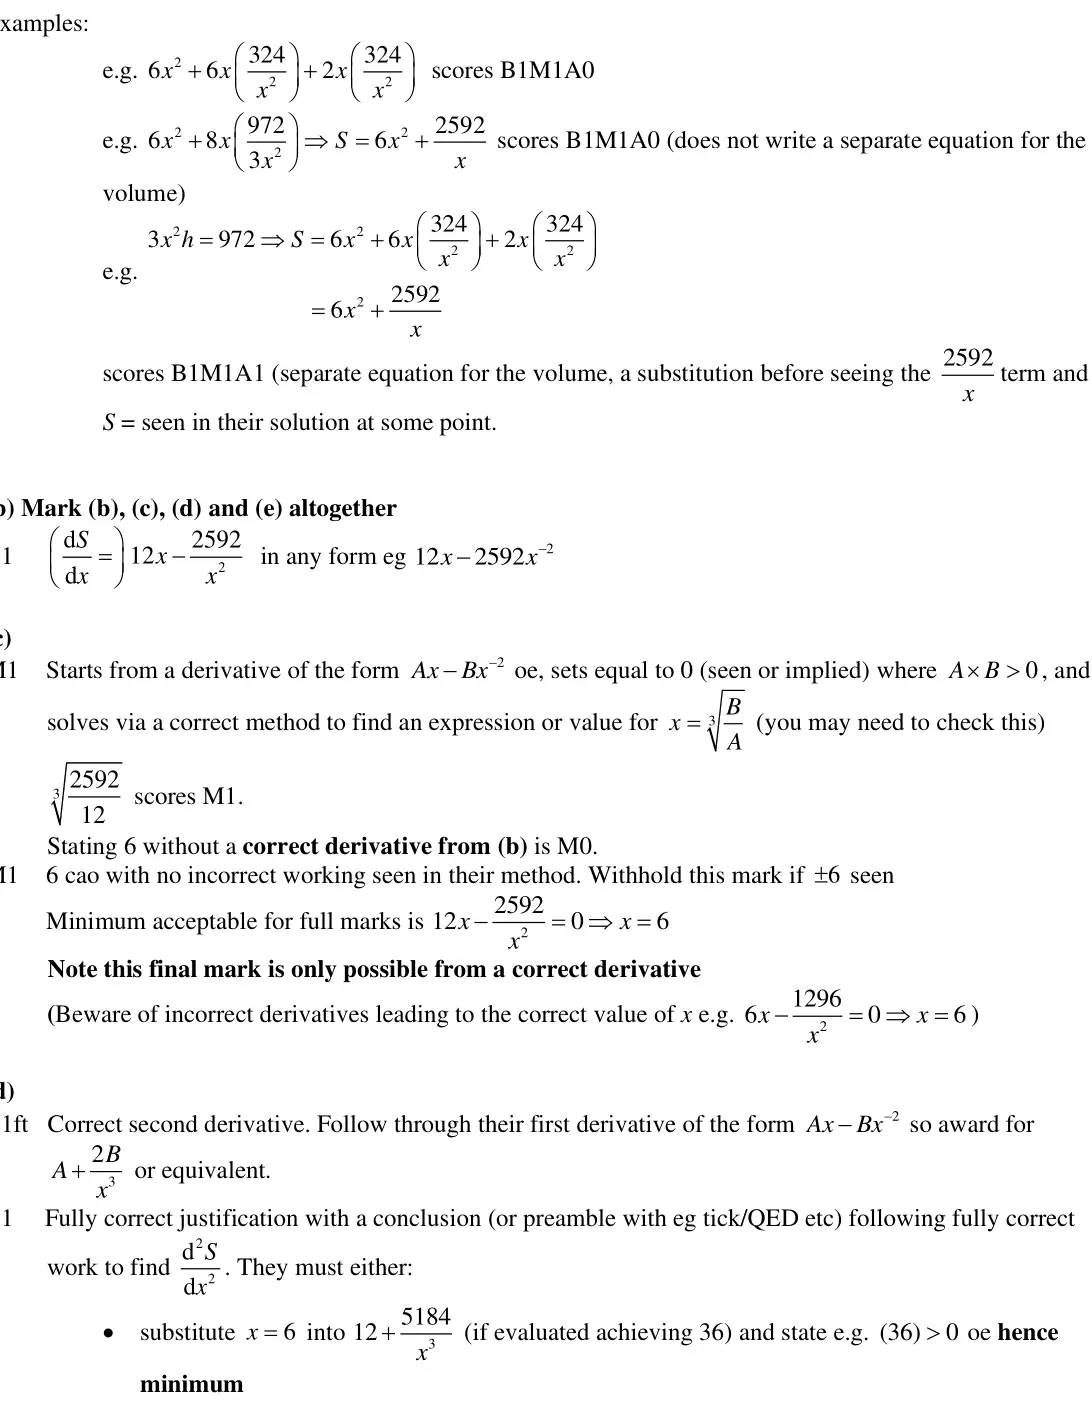 xamples:
e.g. 6x² + 6x(324/x²) + 2x(324/x²) scores B1M1A0
e.g. 6x² + 8x(972/3x²) ⇒ S = 6x² + 2592/x scores B1M1A0 (does not write a separate equation for the
volume)
e.g. 3x²h = 972 ⇒ S = 6x² + 6x(324/x²) + 2x(324/x²)
= 6x² + 2592/x
scores B1M1A1 (separate equation for the volume, a substitution before seeing the 2592/x term and
S = seen in their solution at some point.
b) Mark (b), (c), (d) and (e) altogether
1 (dS/dx =) 12x − 2592/x² in any form eg 12x − 2592x⁻²
c)
M1 Starts from a derivative of the form Ax − Bx⁻² oe, sets equal to 0 (seen or implied) where A × B > 0, and
solves via a correct method to find an expression or value for x = ∛(B/A) (you may need to check this)
∛(2592/12) scores M1.
Stating 6 without a correct derivative from (b) is M0.
M1 6 cao with no incorrect working seen in their method. Withhold this mark if ±6 seen
Minimum acceptable for full marks is 12x − 2592/x² = 0 ⇒ x = 6
Note this final mark is only possible from a correct derivative
(Beware of incorrect derivatives leading to the correct value of x e.g. 6x − 1296/x² = 0 ⇒ x = 6 )
d)
1ft Correct second derivative. Follow through their first derivative of the form Ax − Bx⁻² so award for
A + 2B/x³ or equivalent.
1 Fully correct justification with a conclusion (or preamble with eg tick/QED etc) following fully correct
work to find d²S/dx². They must either:
• substitute x = 6 into 12 + 5184/x³ (if evaluated achieving 36) and state e.g. (36) > 0 oe hence
minimum